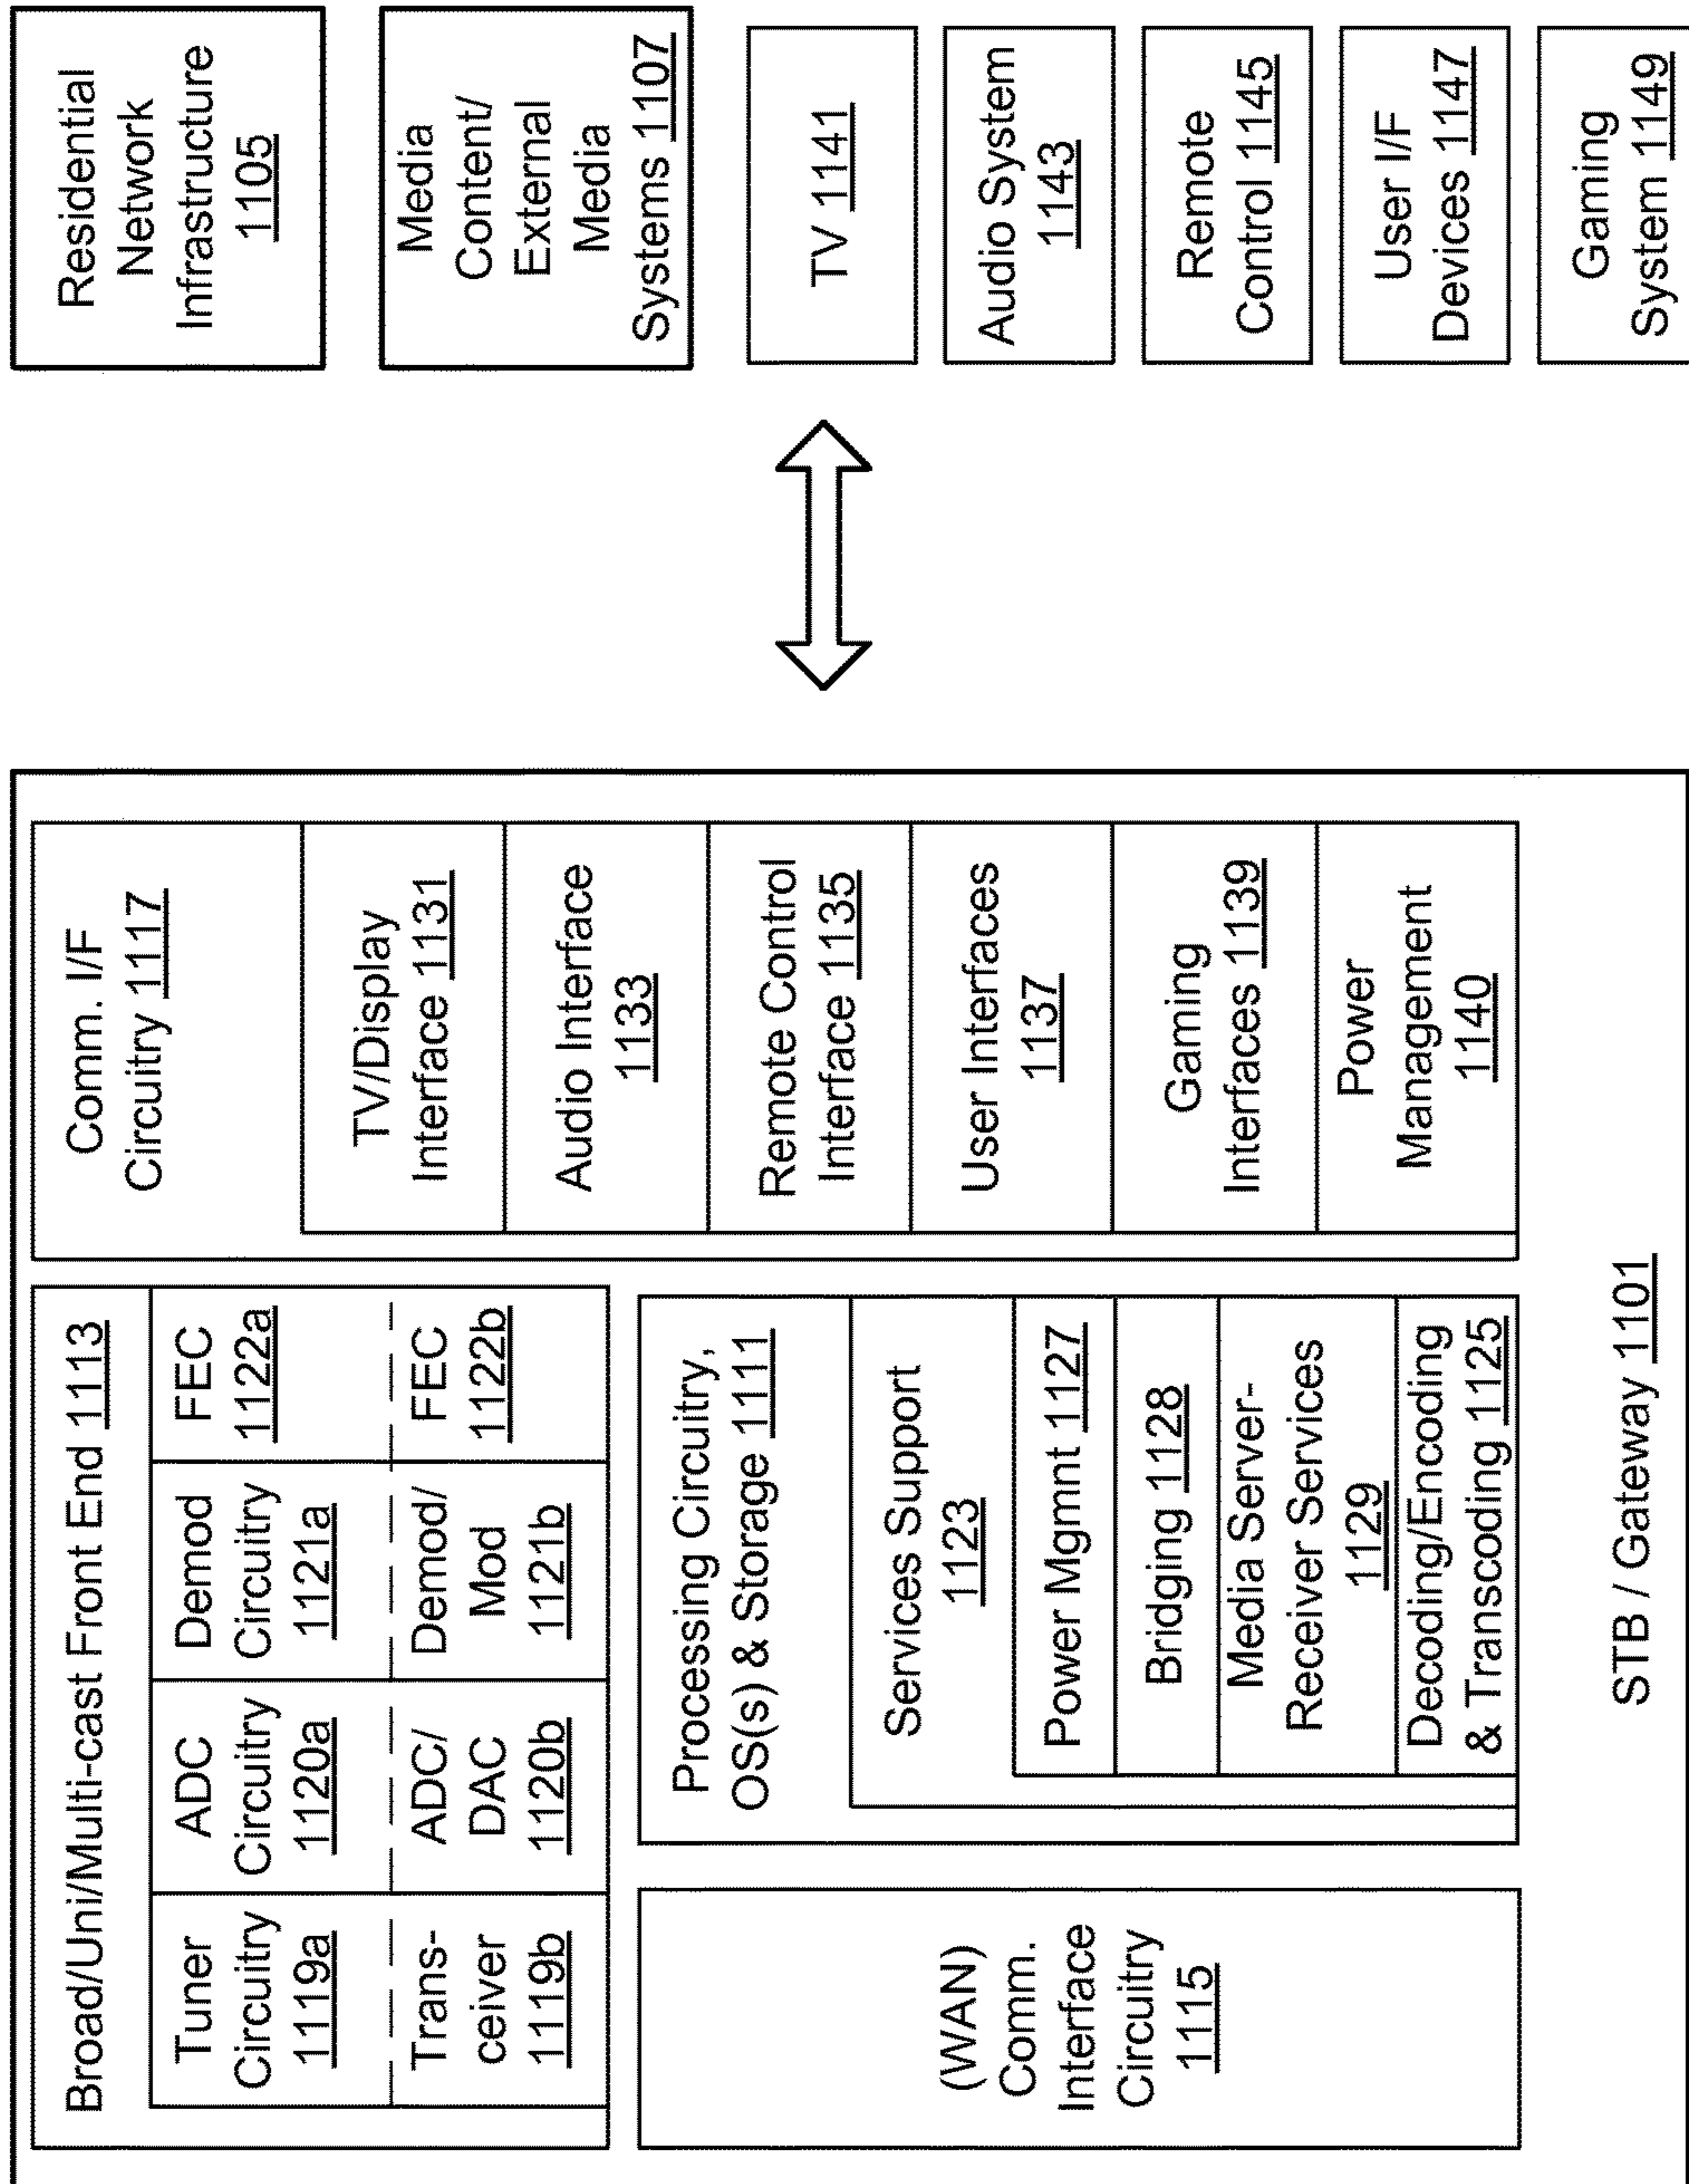 Broad/Uni/Multi-cast Front End 1113
Tuner
Circuitry
1119a
ADC
Circuitry
1120a
Demod
Circuitry
1121a
FEC
1122a
Trans-
ceiver
1119b
ADC/
DAC
1120b
Demod/
Mod
1121b
FEC
1122b
(WAN)
Comm.
Interface
Circuitry
1115
Processing Circuitry,
OS(s) & Storage 1111
Services Support
1123
Power Mgmnt 1127
Bridging 1128
Media Server-
Receiver Services
1129
Decoding/Encoding
& Transcoding 1125
Comm. I/F
Circuitry 1117
TV/Display
Interface 1131
Audio Interface
1133
Remote Control
Interface 1135
User Interfaces
1137
Gaming
Interfaces 1139
Power
Management
1140
STB / Gateway 1101
Residential
Network
Infrastructure
1105
Media
Content/
External
Media
Systems 1107
TV 1141
Audio System
1143
Remote
Control 1145
User I/F
Devices 1147
Gaming
System 1149